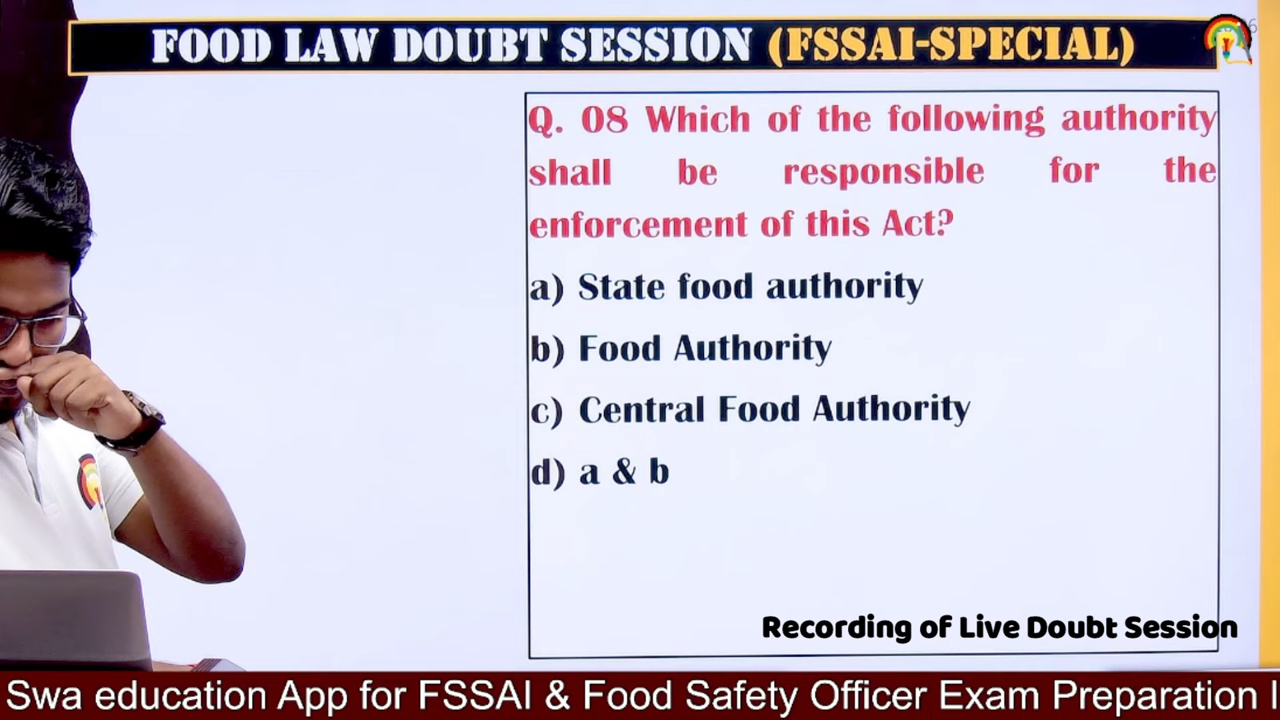 FOOD LAW DOUBT SESSION (FSSAI-SPECIAL)
Q. 08 Which of the following authority
shall be responsible for the
enforcement of this Act?
a) State food authority
b) Food Authority
c) Central Food Authority
d) a & b
Recording of Live Doubt Session
Swa education App for FSSAI & Food Safety Officer Exam Preparation